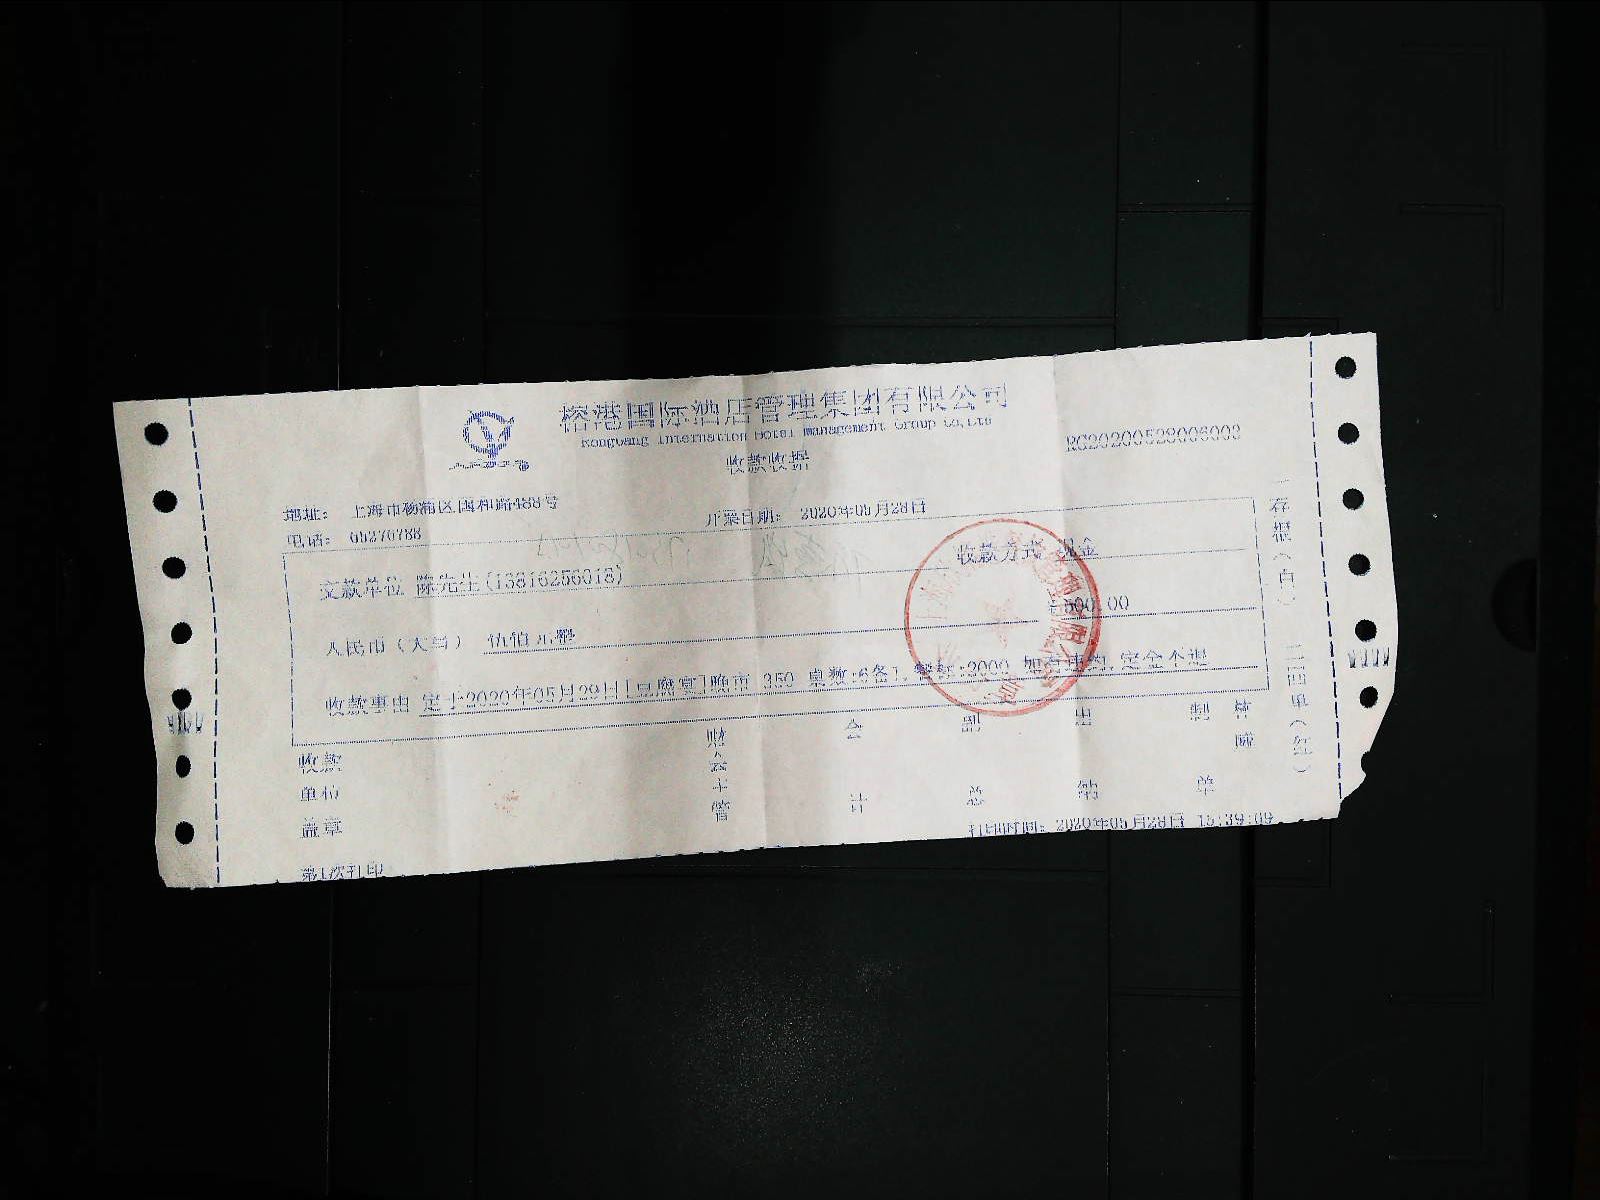 榕港国际酒店管理集团有限公司
Ronggang Internation Hotel Management Group Co,Ltd
收款收据
RG20200528006003
地址： 上海市杨浦区国和路488号
开票日期： 2020年05月28日
电话： 65276788
收款方式 现金
交款单位 陈先生(13816256018)
500.00
人民币（大写） 伍佰元整
收款事由 定于2020年05月29日[豆腐宴]晚市 350 桌数:6备1, 餐标:2000, 如有违约,定金不退
存根（白） 二回单（红）
收款
单位
盖章
财务主管
会计
副总
出纳
制单
签字
第1次打印
打印时间：2020年05月28日 15:39:09